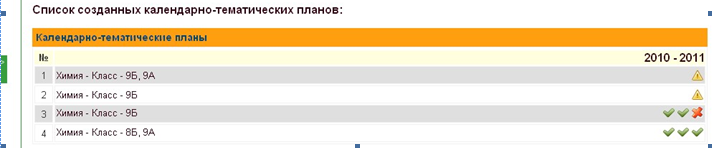 Список созданных календарно-тематических планов:
Календарно-тематические планы
№ 2010 - 2011
1 Химия - Класс - 9Б, 9А
2 Химия - Класс - 9Б
3 Химия - Класс - 9Б
4 Химия - Класс - 8Б, 9А